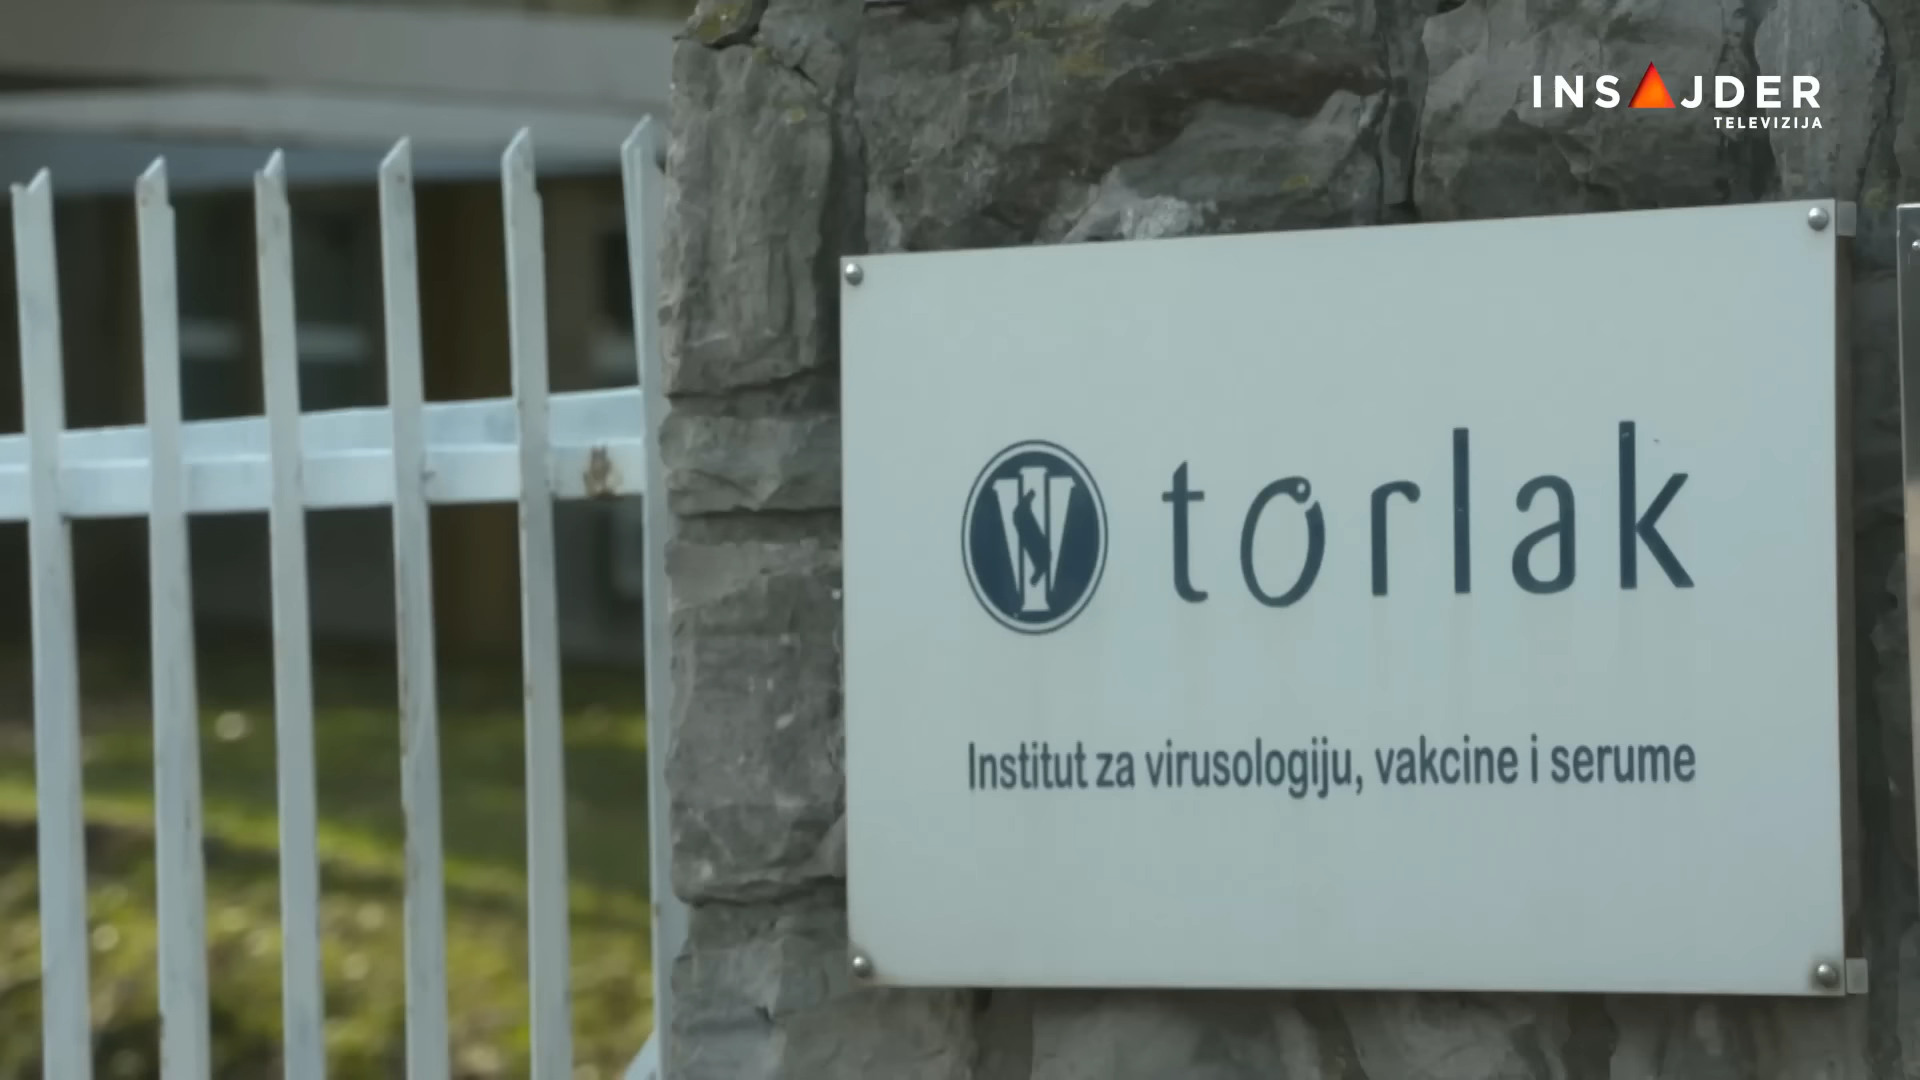 INSAJDER
TELEVIZIJA
torlak
Institut za virusologiju, vakcine i serume